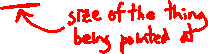 size of the thing
being pointed at